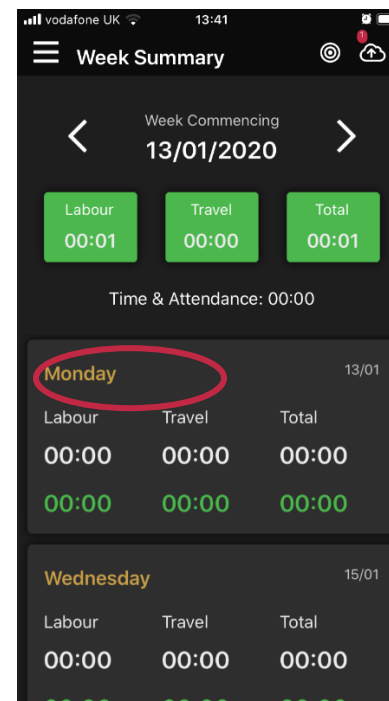 vodafone UK 13:41
Week Summary
1
Week Commencing
13/01/2020
Labour Travel Total
00:01 00:00 00:01
Time & Attendance: 00:00
Monday 13/01
Labour Travel Total
00:00 00:00 00:00
00:00 00:00 00:00
Wednesday 15/01
Labour Travel Total
00:00 00:00 00:00